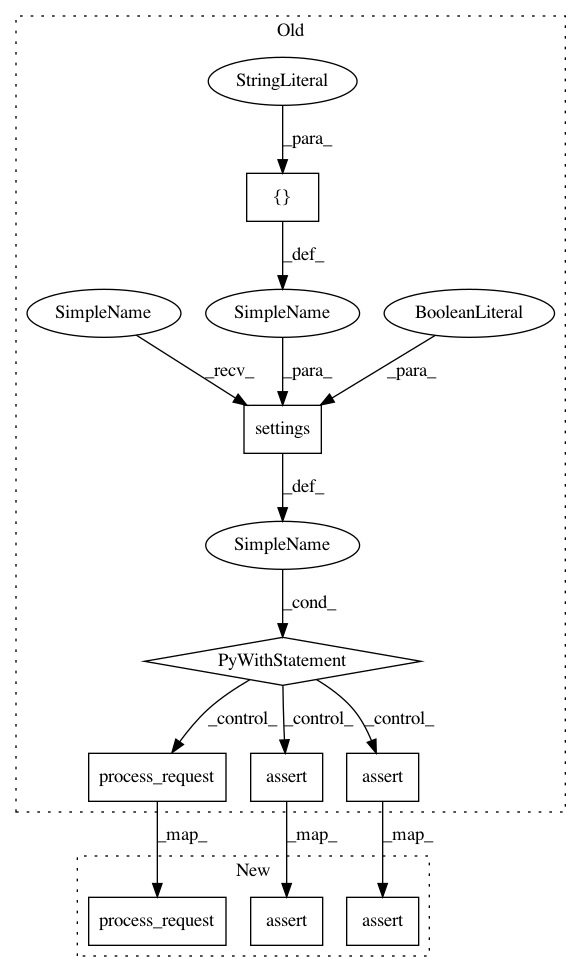 Old
StringLiteral
_para_
{}
_def_
SimpleName
SimpleName
BooleanLiteral
_recv_
_para_
_para_
settings
_def_
SimpleName
_cond_
PyWithStatement
_control_
_control_
_control_
process_request
assert
assert
_map_
_map_
_map_
New
process_request
assert
assert